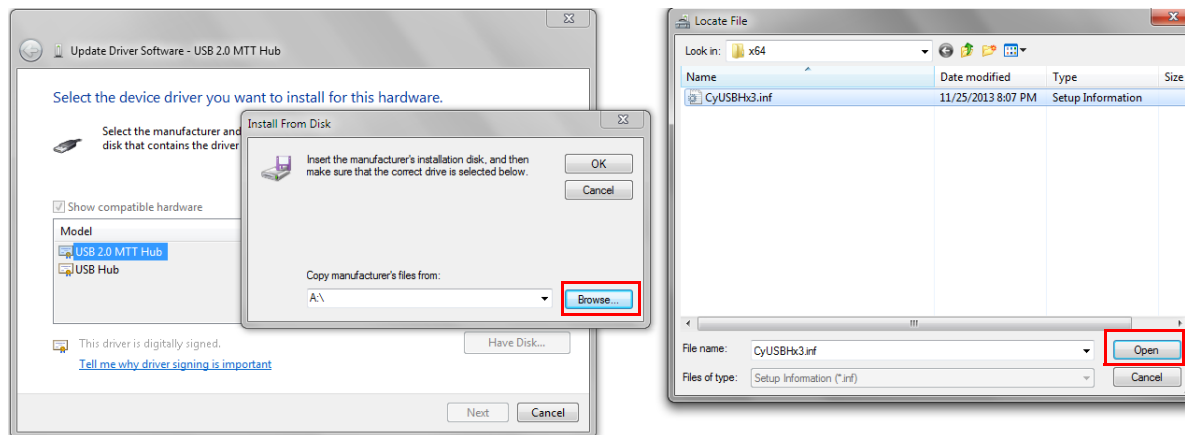 Update Driver Software - USB 2.0 MTT Hub
Select the device driver you want to install for this hardware.
Select the manufacturer and
disk that contains the driver
Show compatible hardware
Model
USB 2.0 MTT Hub
USB Hub
This driver is digitally signed.
Tell me why driver signing is important
Have Disk...
Next
Cancel
Install From Disk
Insert the manufacturer's installation disk, and then
make sure that the correct drive is selected below.
OK
Cancel
Copy manufacturer's files from:
A:\
Browse...
Locate File
Look in: x64
Name Date modified Type Size
CyUSBHx3.inf 11/25/2013 8:07 PM Setup Information
File name: CyUSBHx3.inf
Open
Files of type: Setup Information (*.inf)
Cancel